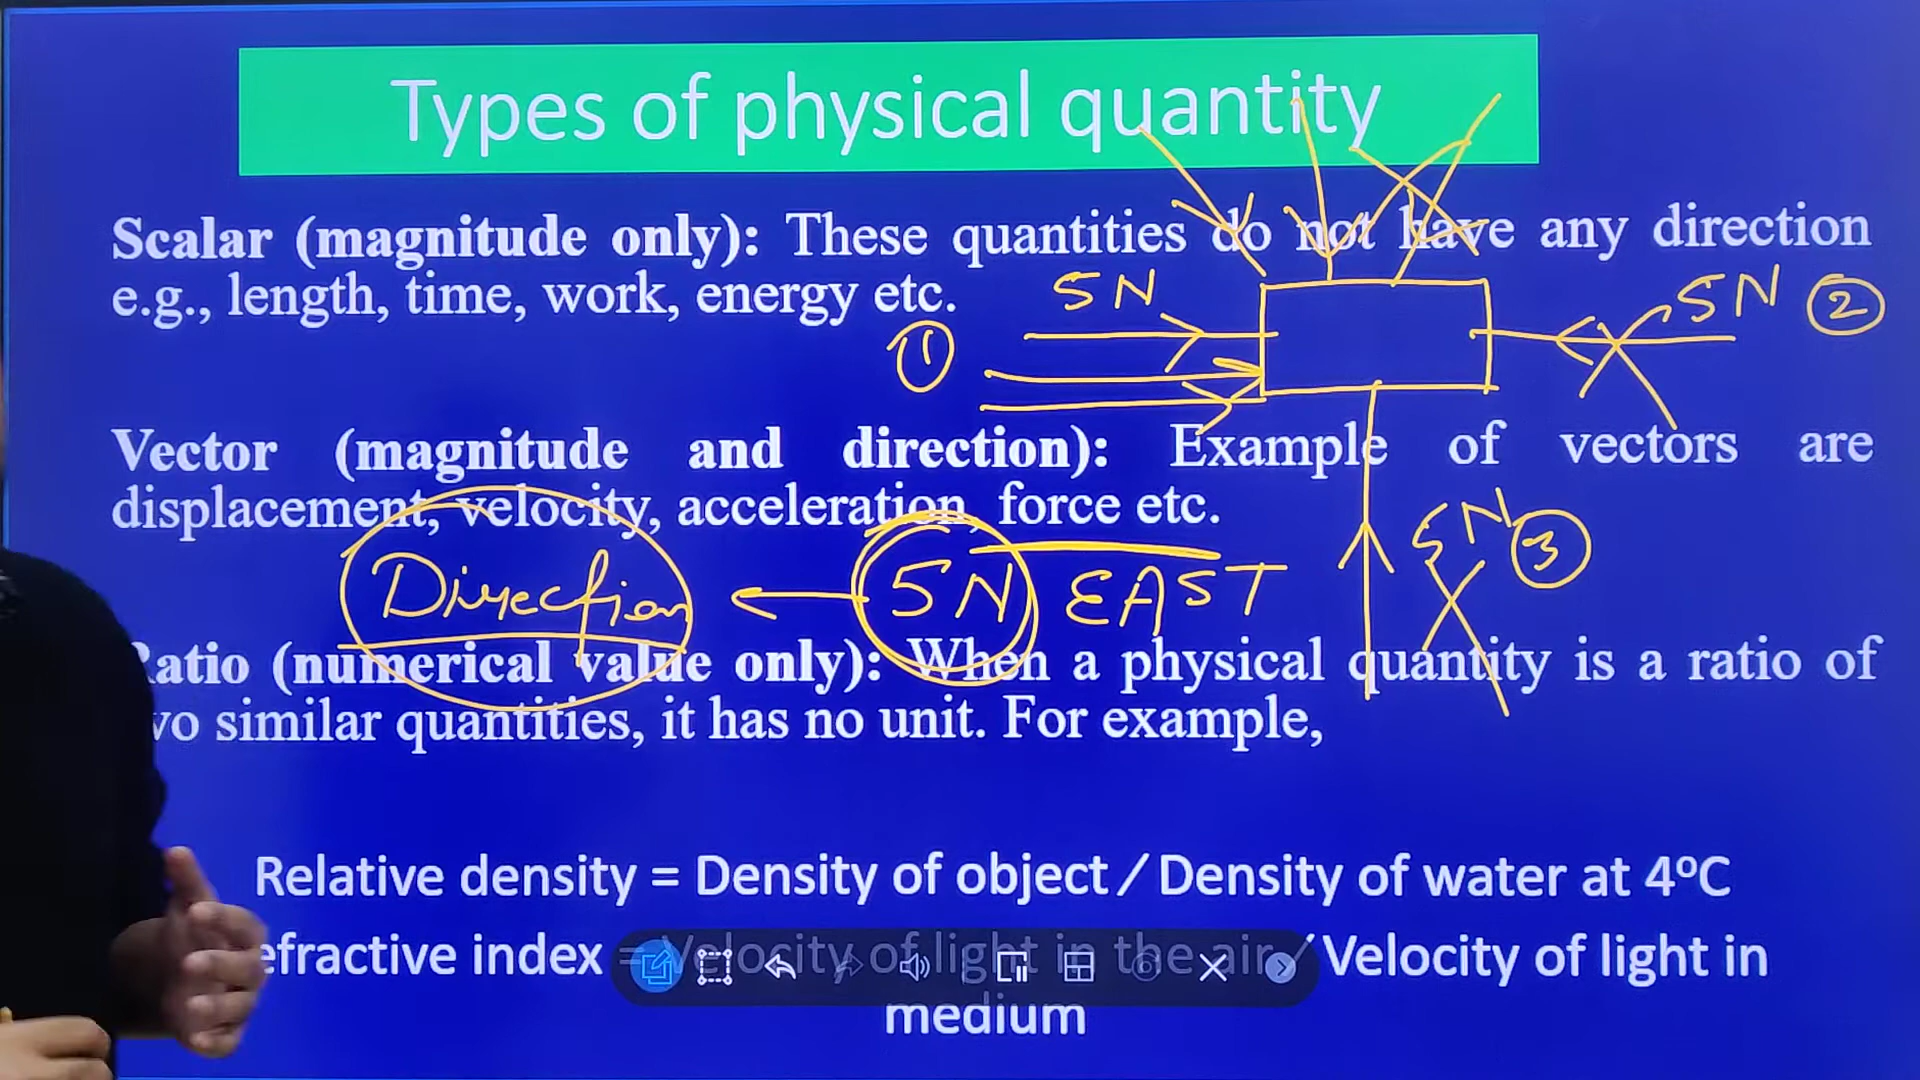 Types of physical quantity
Scalar (magnitude only): These quantities do not have any direction
e.g., length, time, work, energy etc.
5N
5N 2
1
Vector (magnitude and direction): Example of vectors are
displacement, velocity, acceleration, force etc.
5N 3
Direction ← 5N EAST
Ratio (numerical value only): When a physical quantity is a ratio of
two similar quantities, it has no unit. For example,
Relative density = Density of object / Density of water at 4°C
efractive index = Velocity of light in the air / Velocity of light in
medium